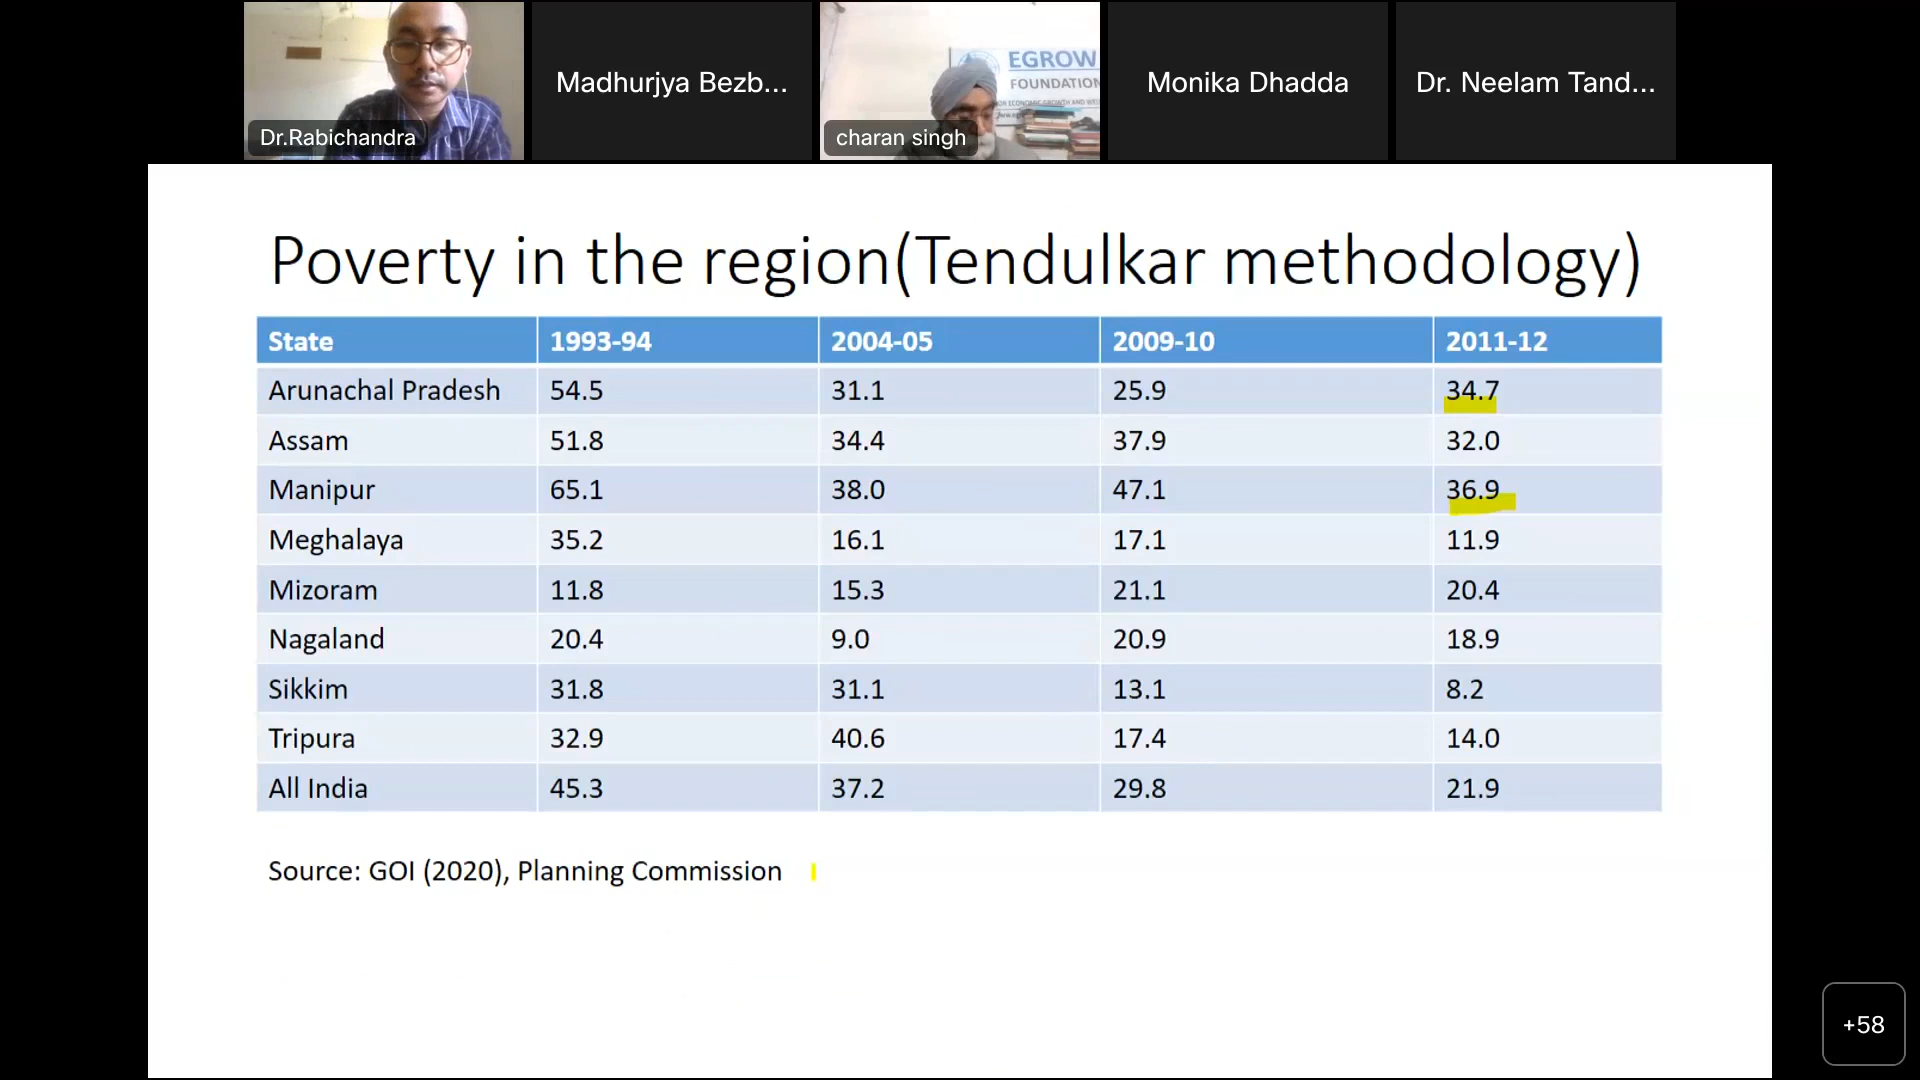 Dr.Rabichandra
Madhurjya Bezb...
EGROW
FOUNDATION
charan singh
Monika Dhadda
Dr. Neelam Tand...
Poverty in the region(Tendulkar methodology)
State 1993-94 2004-05 2009-10 2011-12
Arunachal Pradesh 54.5 31.1 25.9 34.7
Assam 51.8 34.4 37.9 32.0
Manipur 65.1 38.0 47.1 36.9
Meghalaya 35.2 16.1 17.1 11.9
Mizoram 11.8 15.3 21.1 20.4
Nagaland 20.4 9.0 20.9 18.9
Sikkim 31.8 31.1 13.1 8.2
Tripura 32.9 40.6 17.4 14.0
All India 45.3 37.2 29.8 21.9
Source: GOI (2020), Planning Commission
+58